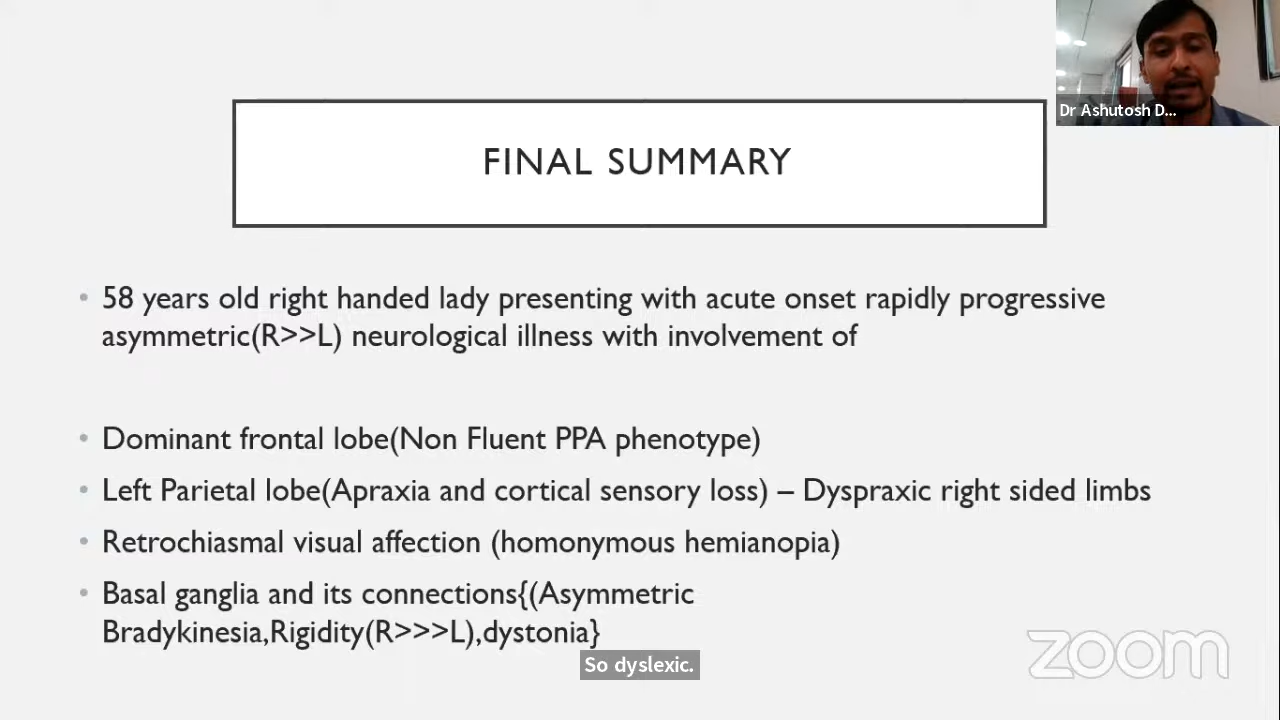 Dr Ashutosh D...
FINAL SUMMARY
58 years old right handed lady presenting with acute onset rapidly progressive
asymmetric(R>>L) neurological illness with involvement of
Dominant frontal lobe(Non Fluent PPA phenotype)
Left Parietal lobe(Apraxia and cortical sensory loss) – Dyspraxic right sided limbs
Retrochiasmal visual affection (homonymous hemianopia)
Basal ganglia and its connections{(Asymmetric
Bradykinesia,Rigidity(R>>>L),dystonia}
So dyslexic.
zoom